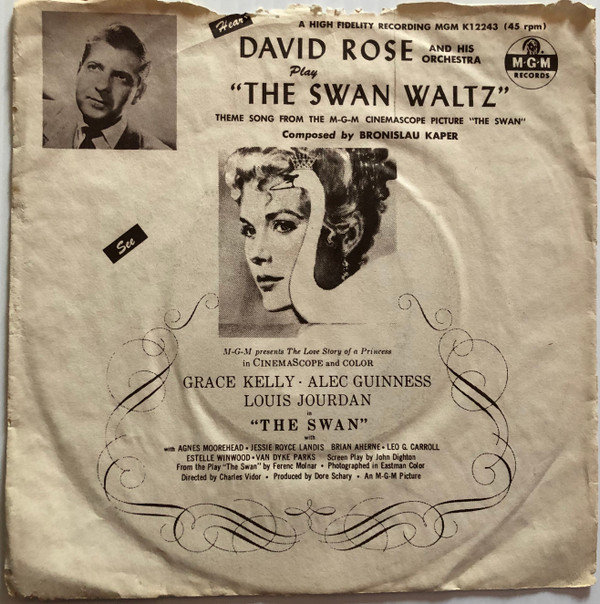 Hear
A HIGH FIDELITY RECORDING MGM K12243 (45 rpm)
DAVID ROSE AND HIS ORCHESTRA
Play
"THE SWAN WALTZ"
M-G-M
RECORDS
THEME SONG FROM THE M-G-M CINEMASCOPE PICTURE "THE SWAN"
Composed by BRONISLAU KAPER
See
M-G-M presents The Love Story of a Princess
in CINEMASCOPE and COLOR
GRACE KELLY · ALEC GUINNESS
LOUIS JOURDAN
in
"THE SWAN"
with
with AGNES MOOREHEAD · JESSIE ROYCE LANDIS BRIAN AHERNE · LEO G. CARROLL
ESTELLE WINWOOD · VAN DYKE PARKS Screen Play by John Dighton
From the Play "The Swan" by Ferenc Molnar · Photographed in Eastman Color
Directed by Charles Vidor · Produced by Dore Schary · An M-G-M Picture